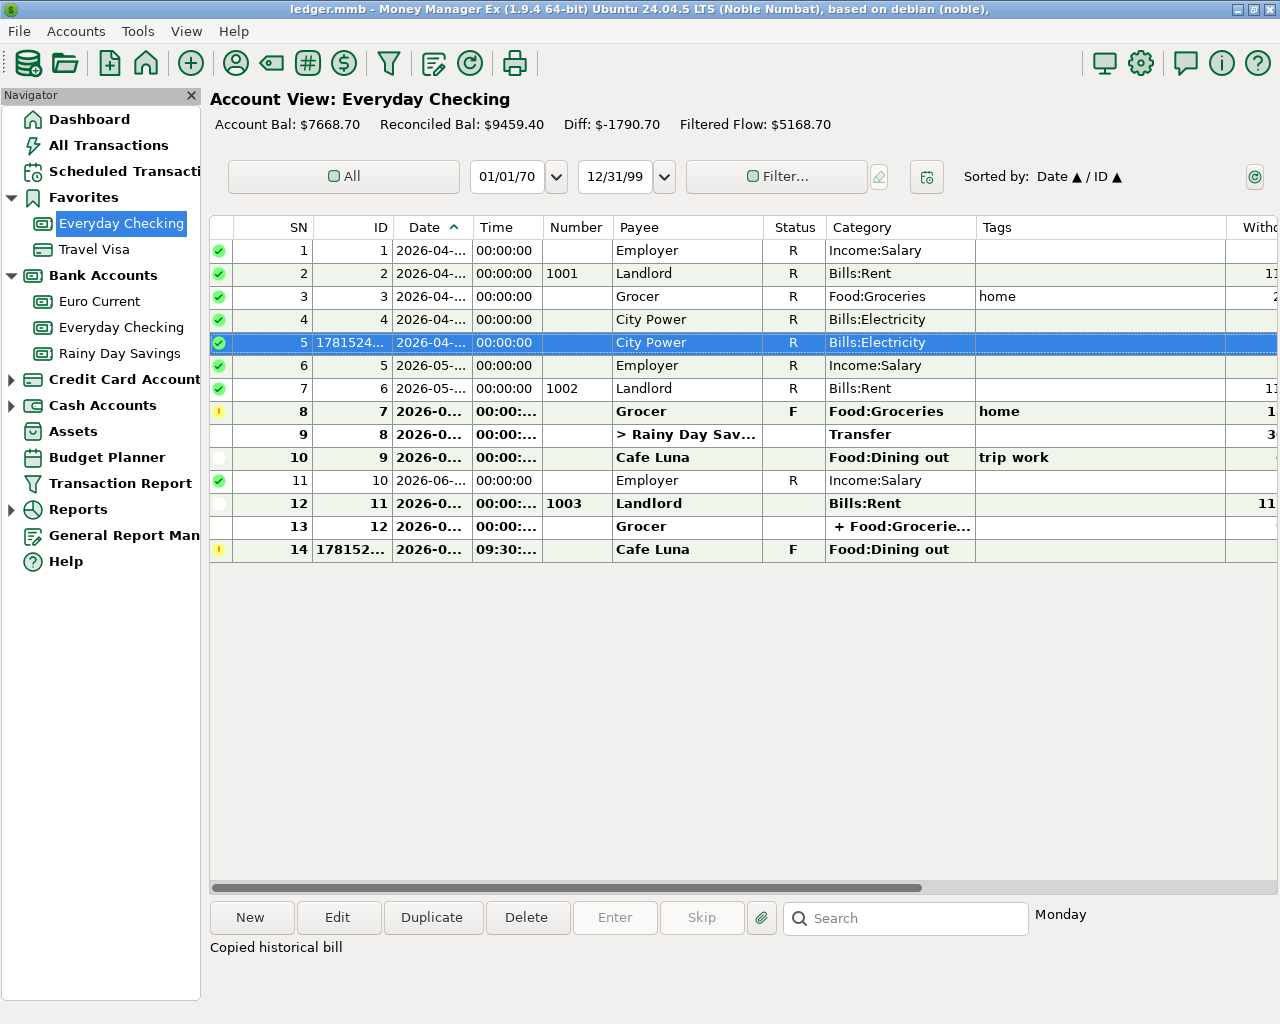 ledger.mmb - Money Manager Ex (1.9.4 64-bit) Ubuntu 24.04.5 LTS (Noble Numbat), based on debian (noble),
File Accounts Tools View Help
Navigator
Dashboard
All Transactions
Scheduled Transacti
Favorites
Everyday Checking
Travel Visa
Bank Accounts
Euro Current
Everyday Checking
Rainy Day Savings
Credit Card Account
Cash Accounts
Assets
Budget Planner
Transaction Report
Reports
General Report Man
Help
Account View: Everyday Checking
Account Bal: $7668.70 Reconciled Bal: $9459.40 Diff: $-1790.70 Filtered Flow: $5168.70
All 01/01/70 12/31/99 Filter... Sorted by: Date ▲ / ID ▲
SN ID Date Time Number Payee Status Category Tags Withd
1 1 2026-04-... 00:00:00 Employer R Income:Salary
2 2 2026-04-... 00:00:00 1001 Landlord R Bills:Rent 11
3 3 2026-04-... 00:00:00 Grocer R Food:Groceries home 2
4 4 2026-04-... 00:00:00 City Power R Bills:Electricity
5 1781524... 2026-04-... 00:00:00 City Power R Bills:Electricity
6 5 2026-05-... 00:00:00 Employer R Income:Salary
7 6 2026-05-... 00:00:00 1002 Landlord R Bills:Rent 11
8 7 2026-0... 00:00:... Grocer F Food:Groceries home 1
9 8 2026-0... 00:00:... > Rainy Day Sav... Transfer 3
10 9 2026-0... 00:00:... Cafe Luna Food:Dining out trip work
11 10 2026-06-... 00:00:00 Employer R Income:Salary
12 11 2026-0... 00:00:... 1003 Landlord Bills:Rent 11
13 12 2026-0... 00:00:... Grocer + Food:Grocerie...
14 178152... 2026-0... 09:30:... Cafe Luna F Food:Dining out
New Edit Duplicate Delete Enter Skip Search Monday
Copied historical bill